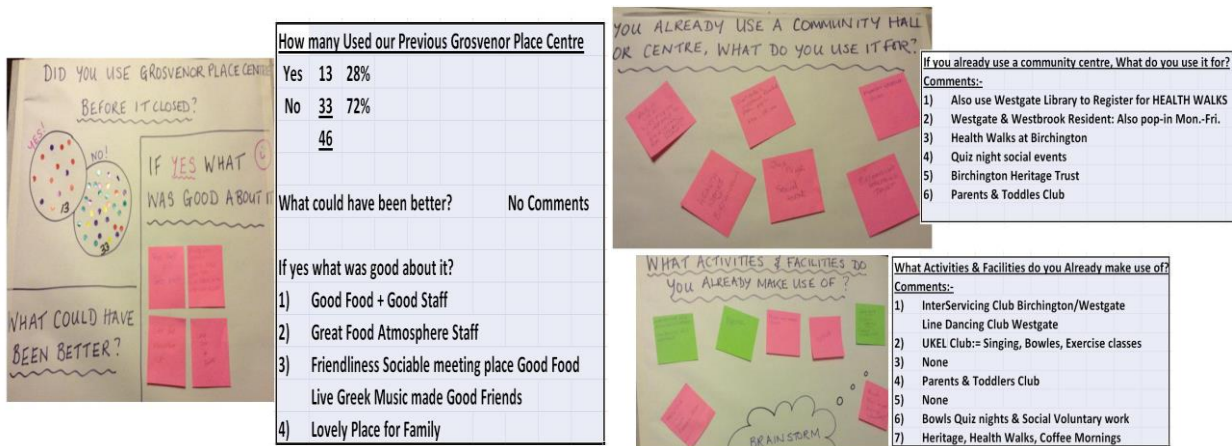 DID YOU USE GROSVENOR PLACE CENTRE
BEFORE IT CLOSED?
YES!
NO!
13
33
IF YES WHAT
WAS GOOD ABOUT IT
WHAT COULD HAVE
BEEN BETTER?
How many Used our Previous Grosvenor Place Centre
Yes 13 28%
No 33 72%
46
What could have been better? No Comments
If yes what was good about it?
1) Good Food + Good Staff
2) Great Food Atmosphere Staff
3) Friendliness Sociable meeting place Good Food
Live Greek Music made Good Friends
4) Lovely Place for Family
YOU ALREADY USE A COMMUNITY HALL
OR CENTRE, WHAT DO YOU USE IT FOR?
If you already use a community centre, What do you use it for?
Comments:-
1) Also use Westgate Library to Register for HEALTH WALKS
2) Westgate & Westbrook Resident: Also pop-in Mon.-Fri.
3) Health Walks at Birchington
4) Quiz night social events
5) Birchington Heritage Trust
6) Parents & Toddles Club
WHAT ACTIVITIES & FACILITIES DO
YOU ALREADY MAKE USE OF?
BRAINSTORM
What Activities & Facilities do you Already make use of?
Comments:-
1) InterServicing Club Birchington/Westgate
Line Dancing Club Westgate
2) UKEL Club:= Singing, Bowles, Exercise classes
3) None
4) Parents & Toddlers Club
5) None
6) Bowls Quiz nights & Social Voluntary work
7) Heritage, Health Walks, Coffee Mornings